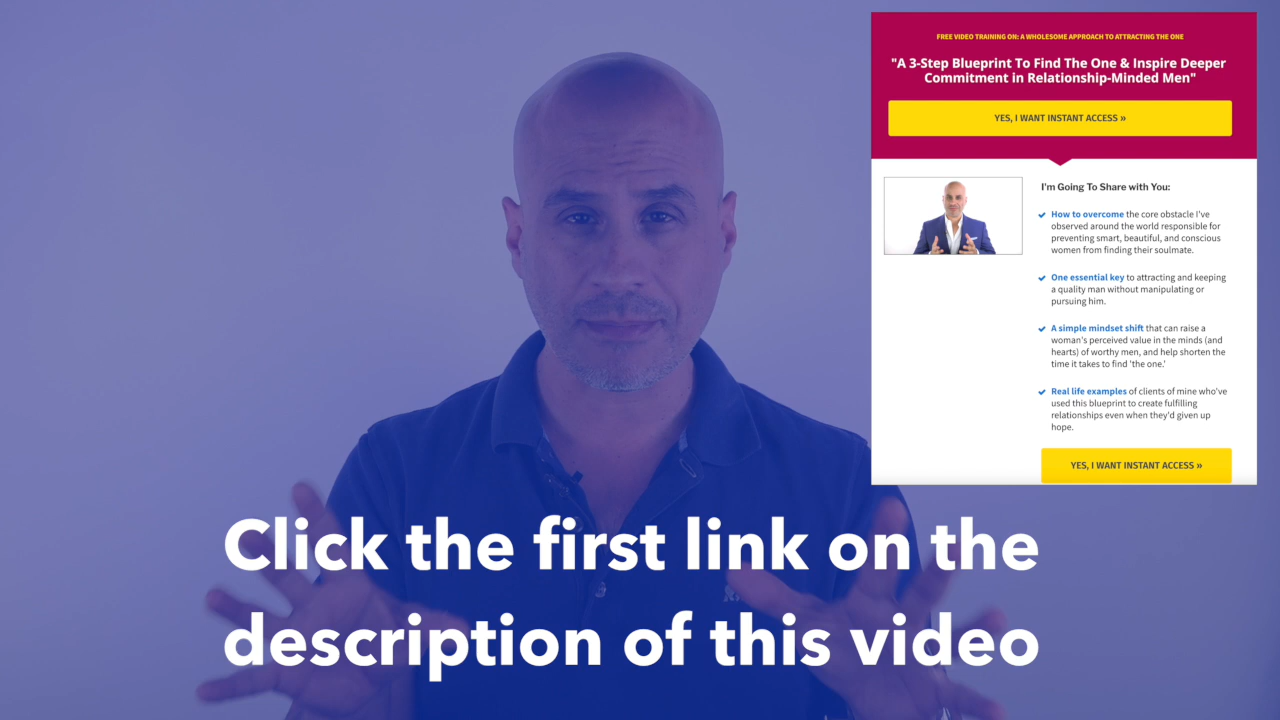 FREE VIDEO TRAINING ON: A WHOLESOME APPROACH TO ATTRACTING THE ONE
"A 3-Step Blueprint To Find The One & Inspire Deeper
Commitment in Relationship-Minded Men"
YES, I WANT INSTANT ACCESS »
I'm Going To Share with You:
How to overcome the core obstacle I've
observed around the world responsible for
preventing smart, beautiful, and conscious
women from finding their soulmate.
One essential key to attracting and keeping
a quality man without manipulating or
pursuing him.
A simple mindset shift that can raise a
woman's perceived value in the minds (and
hearts) of worthy men, and help shorten the
time it takes to find 'the one.'
Real life examples of clients of mine who've
used this blueprint to create fulfilling
relationships even when they'd given up
hope.
YES, I WANT INSTANT ACCESS »
Click the first link on the
description of this video